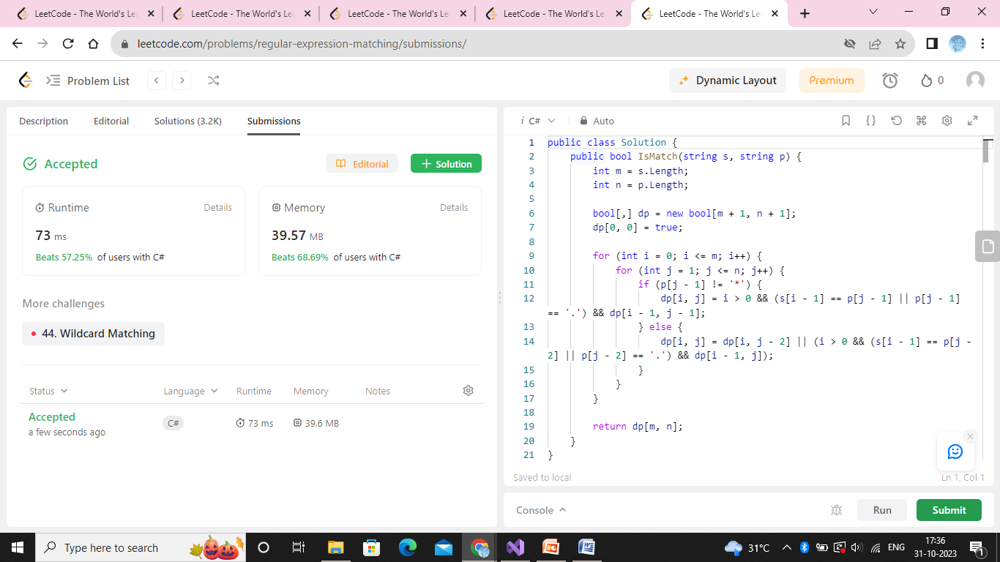 LeetCode - The World's Le
LeetCode - The World's Le
LeetCode - The World's Le
LeetCode - The World's Le
LeetCode - The World's Le
leetcode.com/problems/regular-expression-matching/submissions/
Problem List
Dynamic Layout
Premium
0
Description Editorial Solutions (3.2K) Submissions
Accepted
Editorial
Solution
Runtime Details
73 ms
Beats 57.25% of users with C#
Memory Details
39.57 MB
Beats 68.69% of users with C#
More challenges
44. Wildcard Matching
Status Language Runtime Memory Notes
Accepted
a few seconds ago
C# 73 ms 39.6 MB
i C# Auto
1 public class Solution {
2 public bool IsMatch(string s, string p) {
3 int m = s.Length;
4 int n = p.Length;
5
6 bool[,] dp = new bool[m + 1, n + 1];
7 dp[0, 0] = true;
8
9 for (int i = 0; i <= m; i++) {
10 for (int j = 1; j <= n; j++) {
11 if (p[j - 1] != '*') {
12 dp[i, j] = i > 0 && (s[i - 1] == p[j - 1] || p[j - 1]
== '.') && dp[i - 1, j - 1];
13 } else {
14 dp[i, j] = dp[i, j - 2] || (i > 0 && (s[i - 1] == p[j -
2] || p[j - 2] == '.') && dp[i - 1, j]);
15 }
16 }
17 }
18
19 return dp[m, n];
20 }
21 }
Saved to local
Ln 1, Col 1
Console
Run
Submit
Type here to search
31°C
ENG
17:36
31-10-2023
1